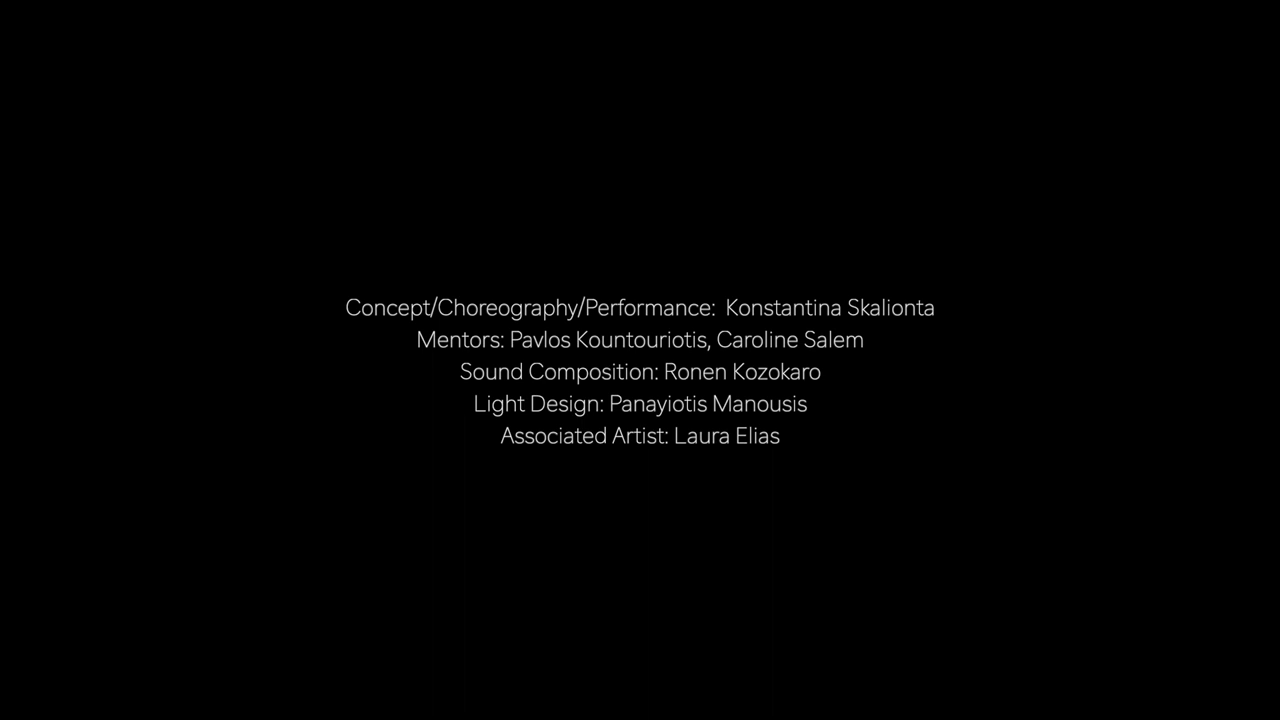 Concept/Choreography/Performance:  Konstantina Skalionta
Mentors: Pavlos Kountouriotis, Caroline Salem
Sound Composition: Ronen Kozokaro
Light Design: Panayiotis Manousis
Associated Artist: Laura Elias